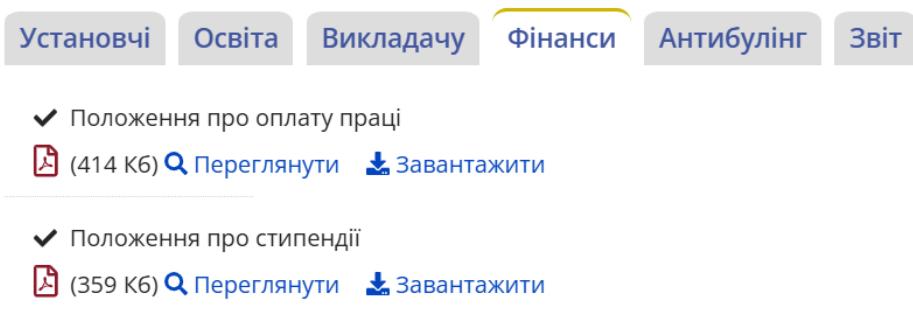 Установчі Освіта Викладачу Фінанси Антибулінг Звіт
Положення про оплату праці
(414 Кб) Переглянути Завантажити
Положення про стипендії
(359 Кб) Переглянути Завантажити